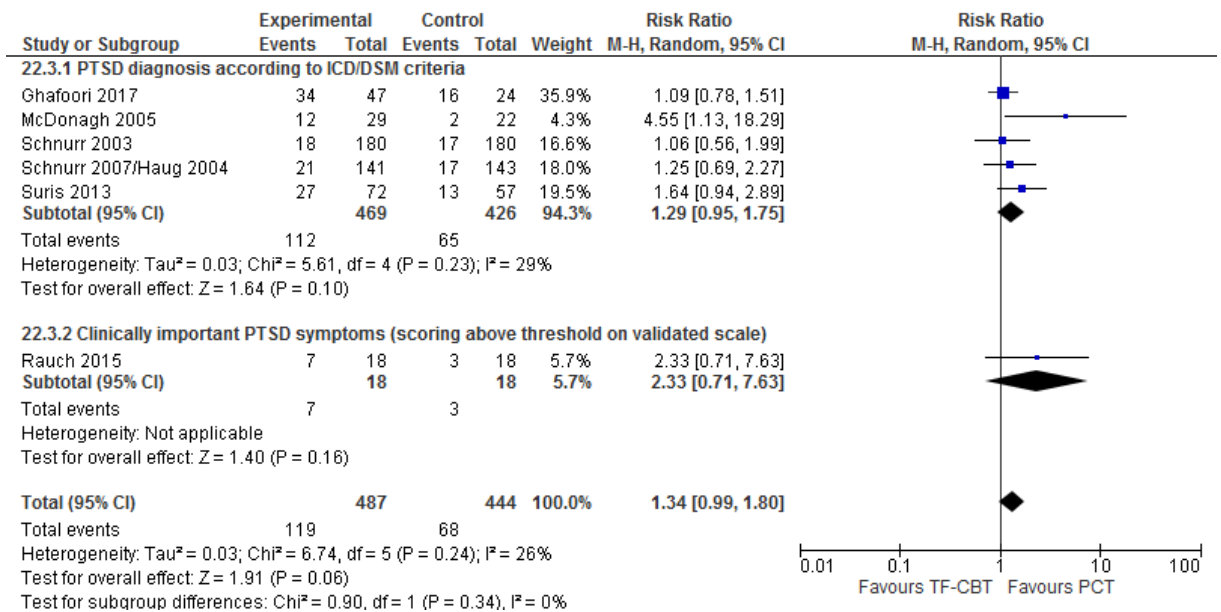 Experimental Control Risk Ratio Risk Ratio
Study or Subgroup Events Total Events Total Weight M-H, Random, 95% CI M-H, Random, 95% CI
22.3.1 PTSD diagnosis according to ICD/DSM criteria
Ghafoori 2017 34 47 16 24 35.9% 1.09 [0.78, 1.51]
McDonagh 2005 12 29 2 22 4.3% 4.55 [1.13, 18.29]
Schnurr 2003 18 180 17 180 16.6% 1.06 [0.56, 1.99]
Schnurr 2007/Haug 2004 21 141 17 143 18.0% 1.25 [0.69, 2.27]
Suris 2013 27 72 13 57 19.5% 1.64 [0.94, 2.89]
Subtotal (95% CI) 469 426 94.3% 1.29 [0.95, 1.75]
Total events 112 65
Heterogeneity: Tau² = 0.03; Chi² = 5.61, df = 4 (P = 0.23); I² = 29%
Test for overall effect: Z = 1.64 (P = 0.10)
22.3.2 Clinically important PTSD symptoms (scoring above threshold on validated scale)
Rauch 2015 7 18 3 18 5.7% 2.33 [0.71, 7.63]
Subtotal (95% CI) 18 18 5.7% 2.33 [0.71, 7.63]
Total events 7 3
Heterogeneity: Not applicable
Test for overall effect: Z = 1.40 (P = 0.16)
Total (95% CI) 487 444 100.0% 1.34 [0.99, 1.80]
Total events 119 68
Heterogeneity: Tau² = 0.03; Chi² = 6.74, df = 5 (P = 0.24); I² = 26%
Test for overall effect: Z = 1.91 (P = 0.06)
Test for subgroup differences: Chi² = 0.90, df = 1 (P = 0.34), I² = 0%
0.01 0.1 1 10 100
Favours TF-CBT Favours PCT